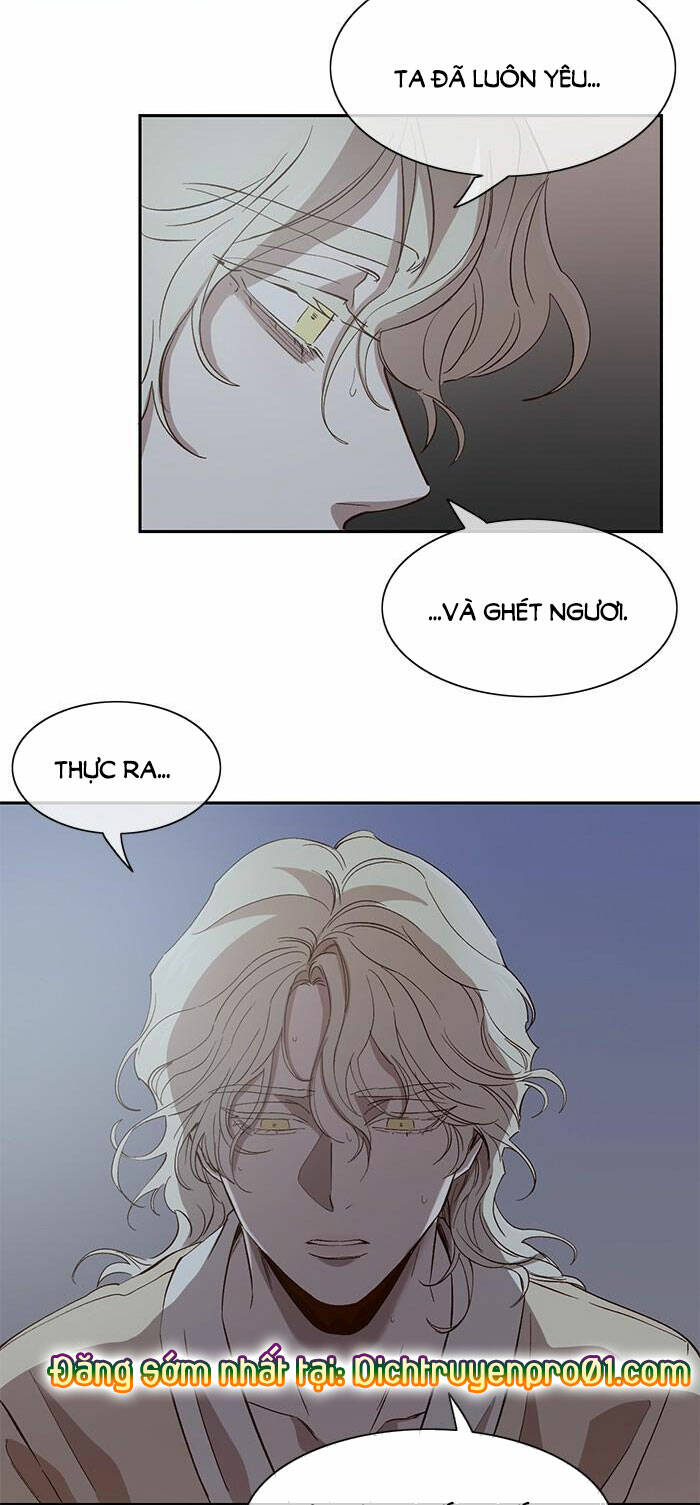 TA ĐÃ LUÔN YÊU...
...VÀ GHÉT NGƯƠI.
THỰC RA...
Đăng sớm nhất tại: Dichtruyenpro01.com